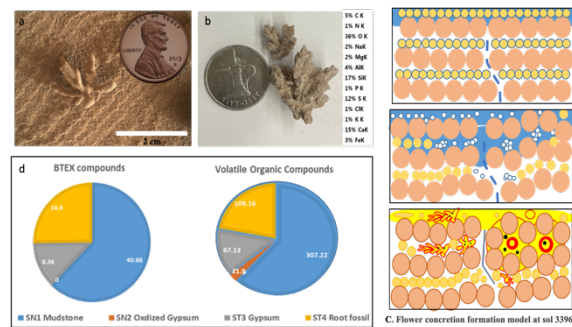 a
LIBERTY
2013
2 cm
b
5% C K
1% N K
36% O K
2% NaK
2% MgK
4% AlK
17% SiK
1% P K
12% S K
1% ClK
1% K K
15% CaK
3% FeK
d
BTEX compounds
Volatile Organic Compounds
16.6
8.36
0
40.98
109.16
67.13
307.22
SN1 Mudstone
SN2 Oxdized Gypsum
ST3 Gypsum
ST4 Root fossil
C. Flower concretion formation model at sol 3396